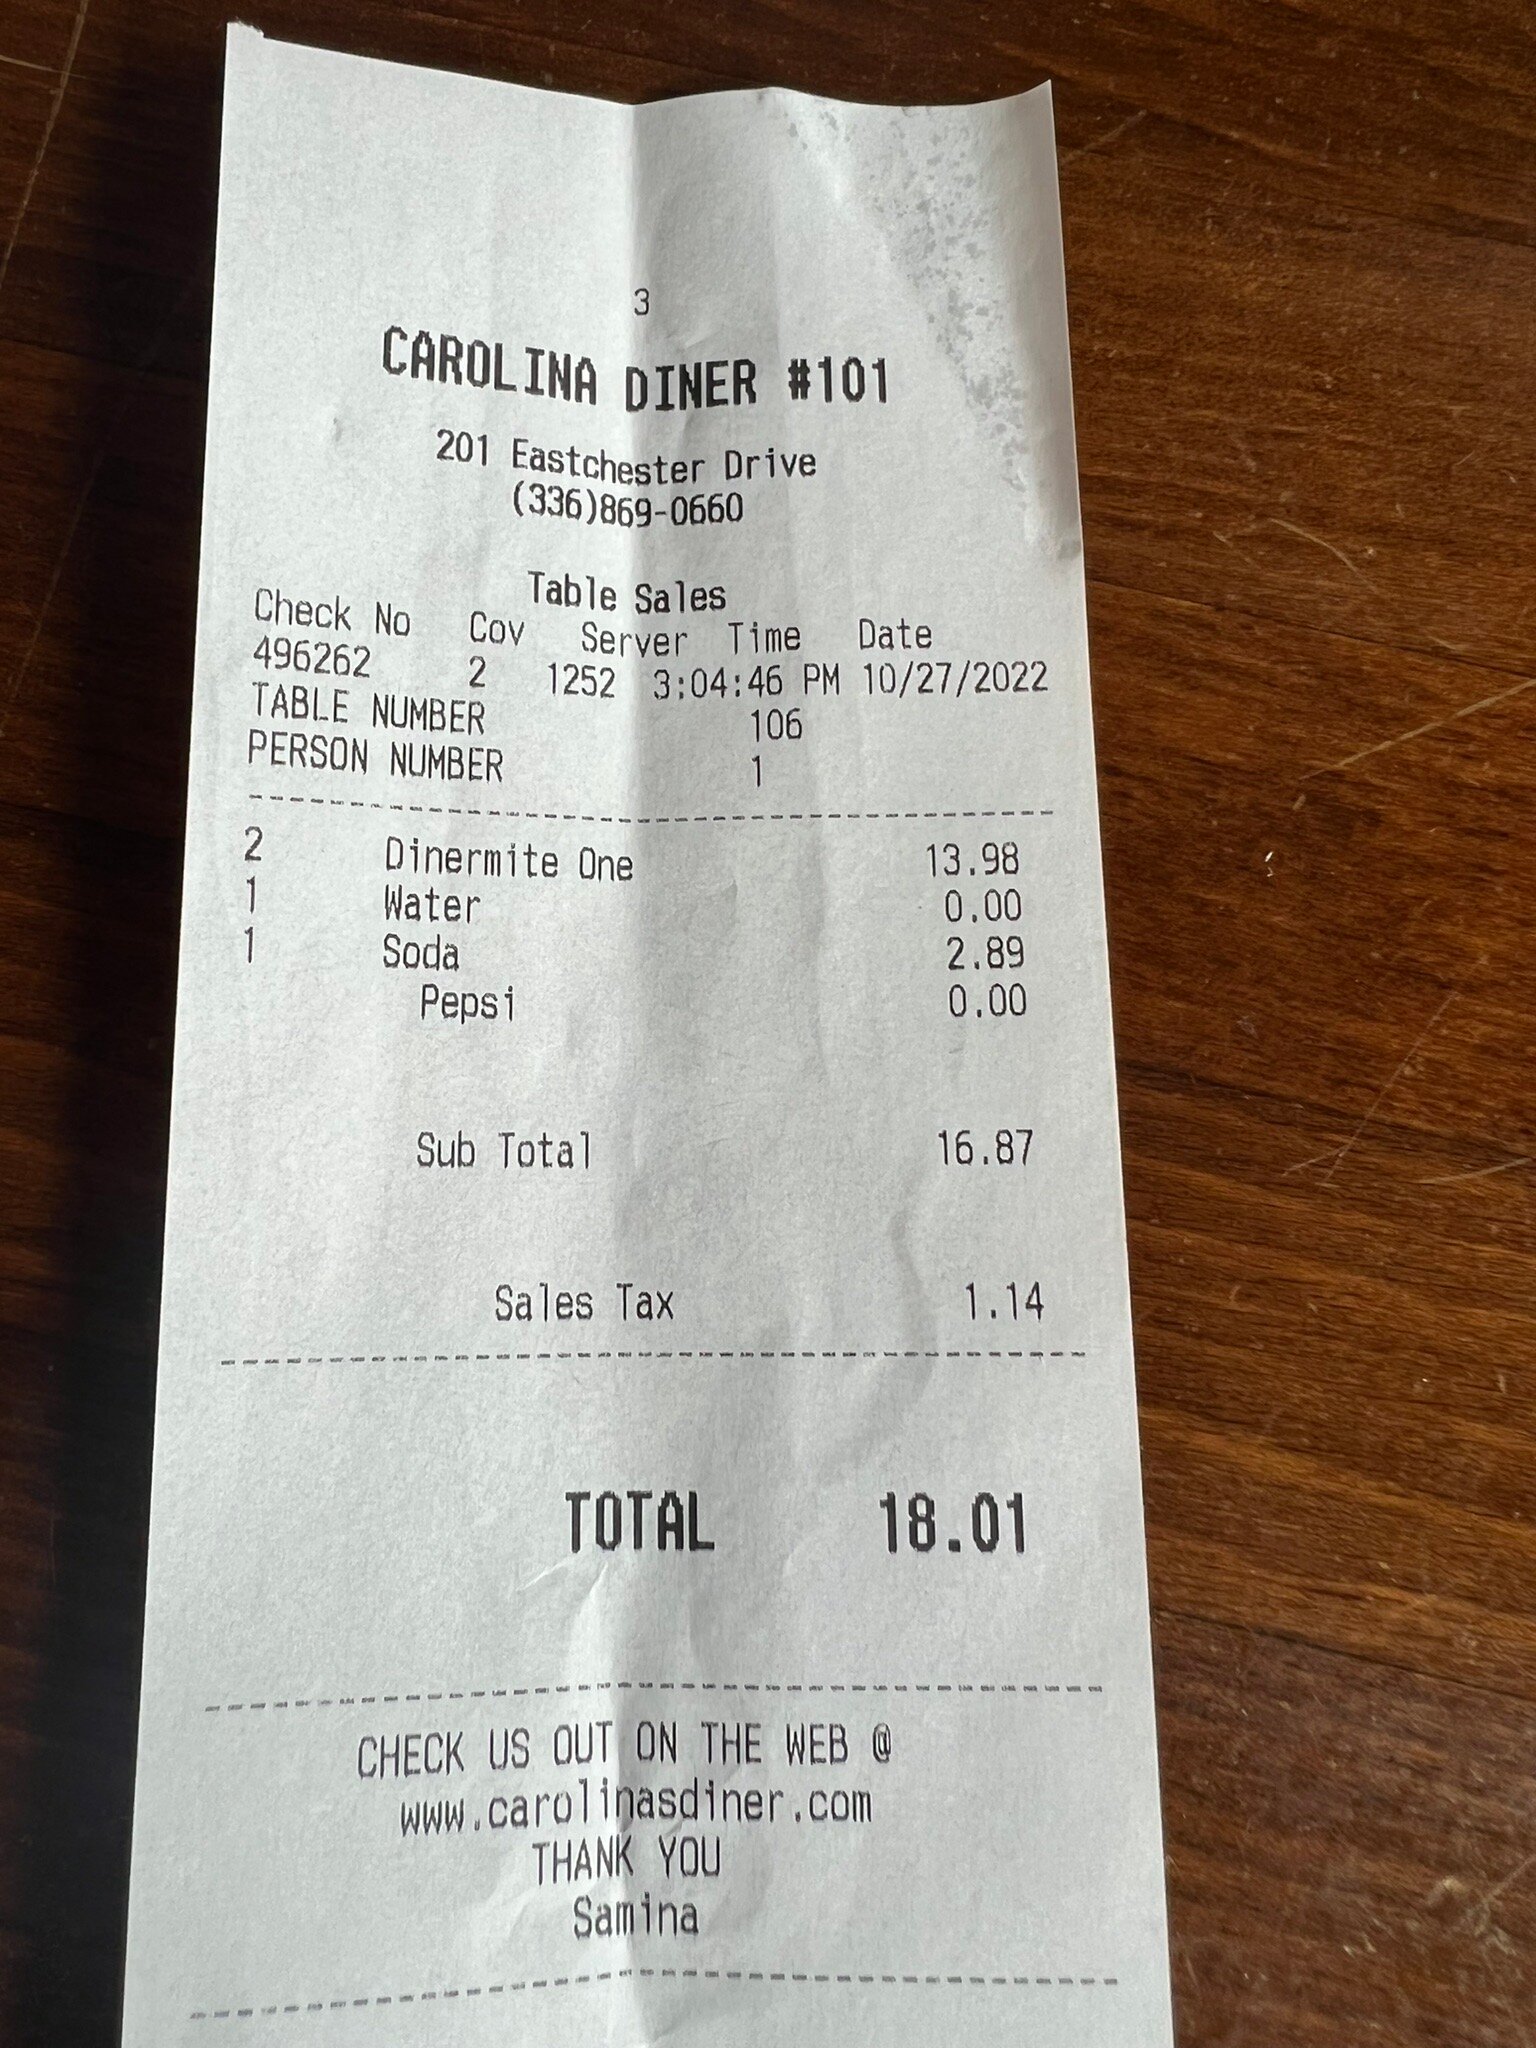 3
CAROLINA DINER #101
201 Eastchester Drive
(336)869-0660
Table Sales
Check No Cov Server Time Date
496262 2 1252 3:04:46 PM 10/27/2022
TABLE NUMBER 106
PERSON NUMBER 1
2 Dinermite One 13.98
1 Water 0.00
1 Soda 2.89
Pepsi 0.00
Sub Total 16.87
Sales Tax 1.14
TOTAL 18.01
CHECK US OUT ON THE WEB @
www.carolinasdiner.com
THANK YOU
Samina